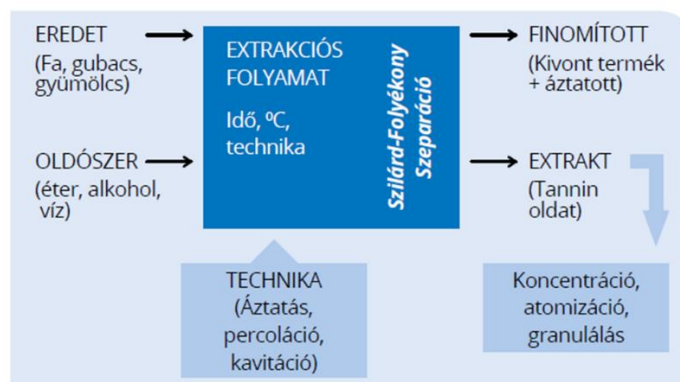 EREDET
(Fa, gubacs,
gyümölcs)
OLDÓSZER
(éter, alkohol,
víz)
EXTRAKCIÓS
FOLYAMAT
Idő, ºC,
technika
Szilárd-Folyékony
Szeparáció
FINOMÍTOTT
(Kivont termék
+ áztatott)
EXTRAKT
(Tannin
oldat)
TECHNIKA
(Áztatás,
percoláció,
kavitáció)
Koncentráció,
atomizáció,
granulálás